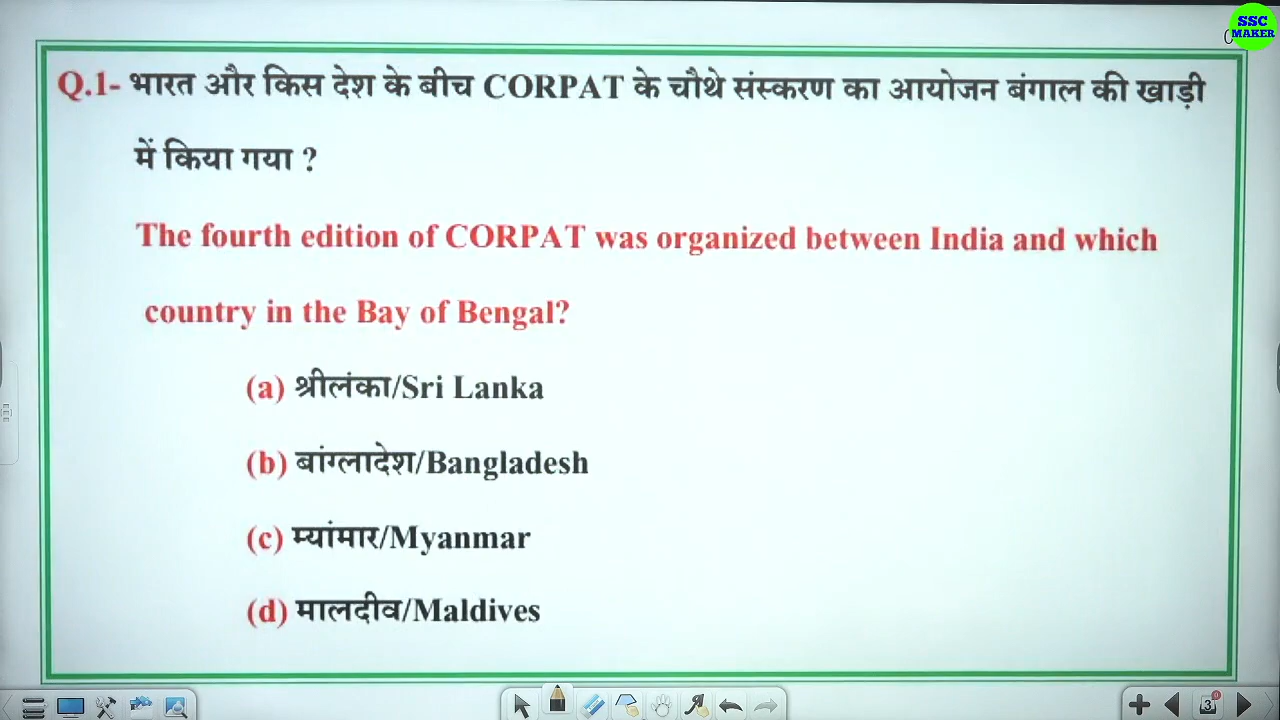 SSC
MAKER
Q.1- भारत और किस देश के बीच CORPAT के चौथे संस्करण का आयोजन बंगाल की खाड़ी
में किया गया ?
The fourth edition of CORPAT was organized between India and which
country in the Bay of Bengal?
(a) श्रीलंका/Sri Lanka
(b) बांग्लादेश/Bangladesh
(c) म्यांमार/Myanmar
(d) मालदीव/Maldives
3